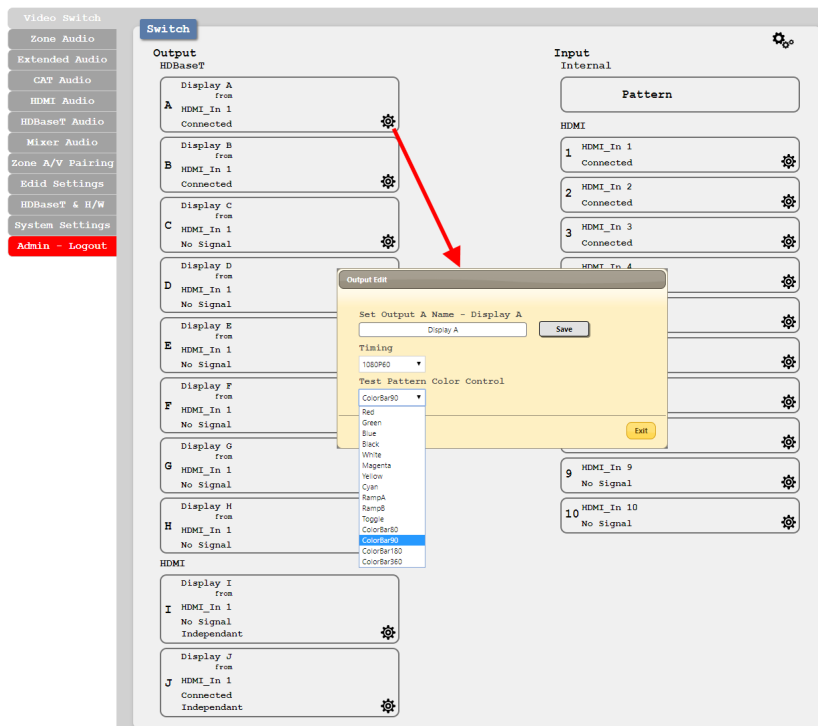 Video Switch
Zone Audio
Extended Audio
CAT Audio
HDMI Audio
HDBaseT Audio
Mixer Audio
Zone A/V Pairing
Edid Settings
HDBaseT & H/W
System Settings
Admin - Logout
Switch
Output
HDBaseT
A
Display A
from
HDMI_In 1
Connected
B
Display B
from
HDMI_In 1
Connected
C
Display C
from
HDMI_In 1
No Signal
D
Display D
from
HDMI_In 1
No Signal
E
Display E
from
HDMI_In 1
No Signal
F
Display F
from
HDMI_In 1
No Signal
G
Display G
from
HDMI_In 1
No Signal
H
Display H
from
HDMI_In 1
No Signal
HDMI
I
Display I
from
HDMI_In 1
No Signal
Independant
J
Display J
from
HDMI_In 1
Connected
Independant
Input
Internal
Pattern
HDMI
1 HDMI_In 1
Connected
2 HDMI_In 2
Connected
3 HDMI_In 3
Connected
HDMI_In 4
9 HDMI_In 9
No Signal
10 HDMI_In 10
No Signal
Output Edit
Set Output A Name - Display A
Display A
Save
Timing
1080P60
Test Pattern Color Control
ColorBar90
Red
Green
Blue
Black
White
Magenta
Yellow
Cyan
RampA
RampB
Toggle
ColorBar80
ColorBar90
ColorBar180
ColorBar360
Exit